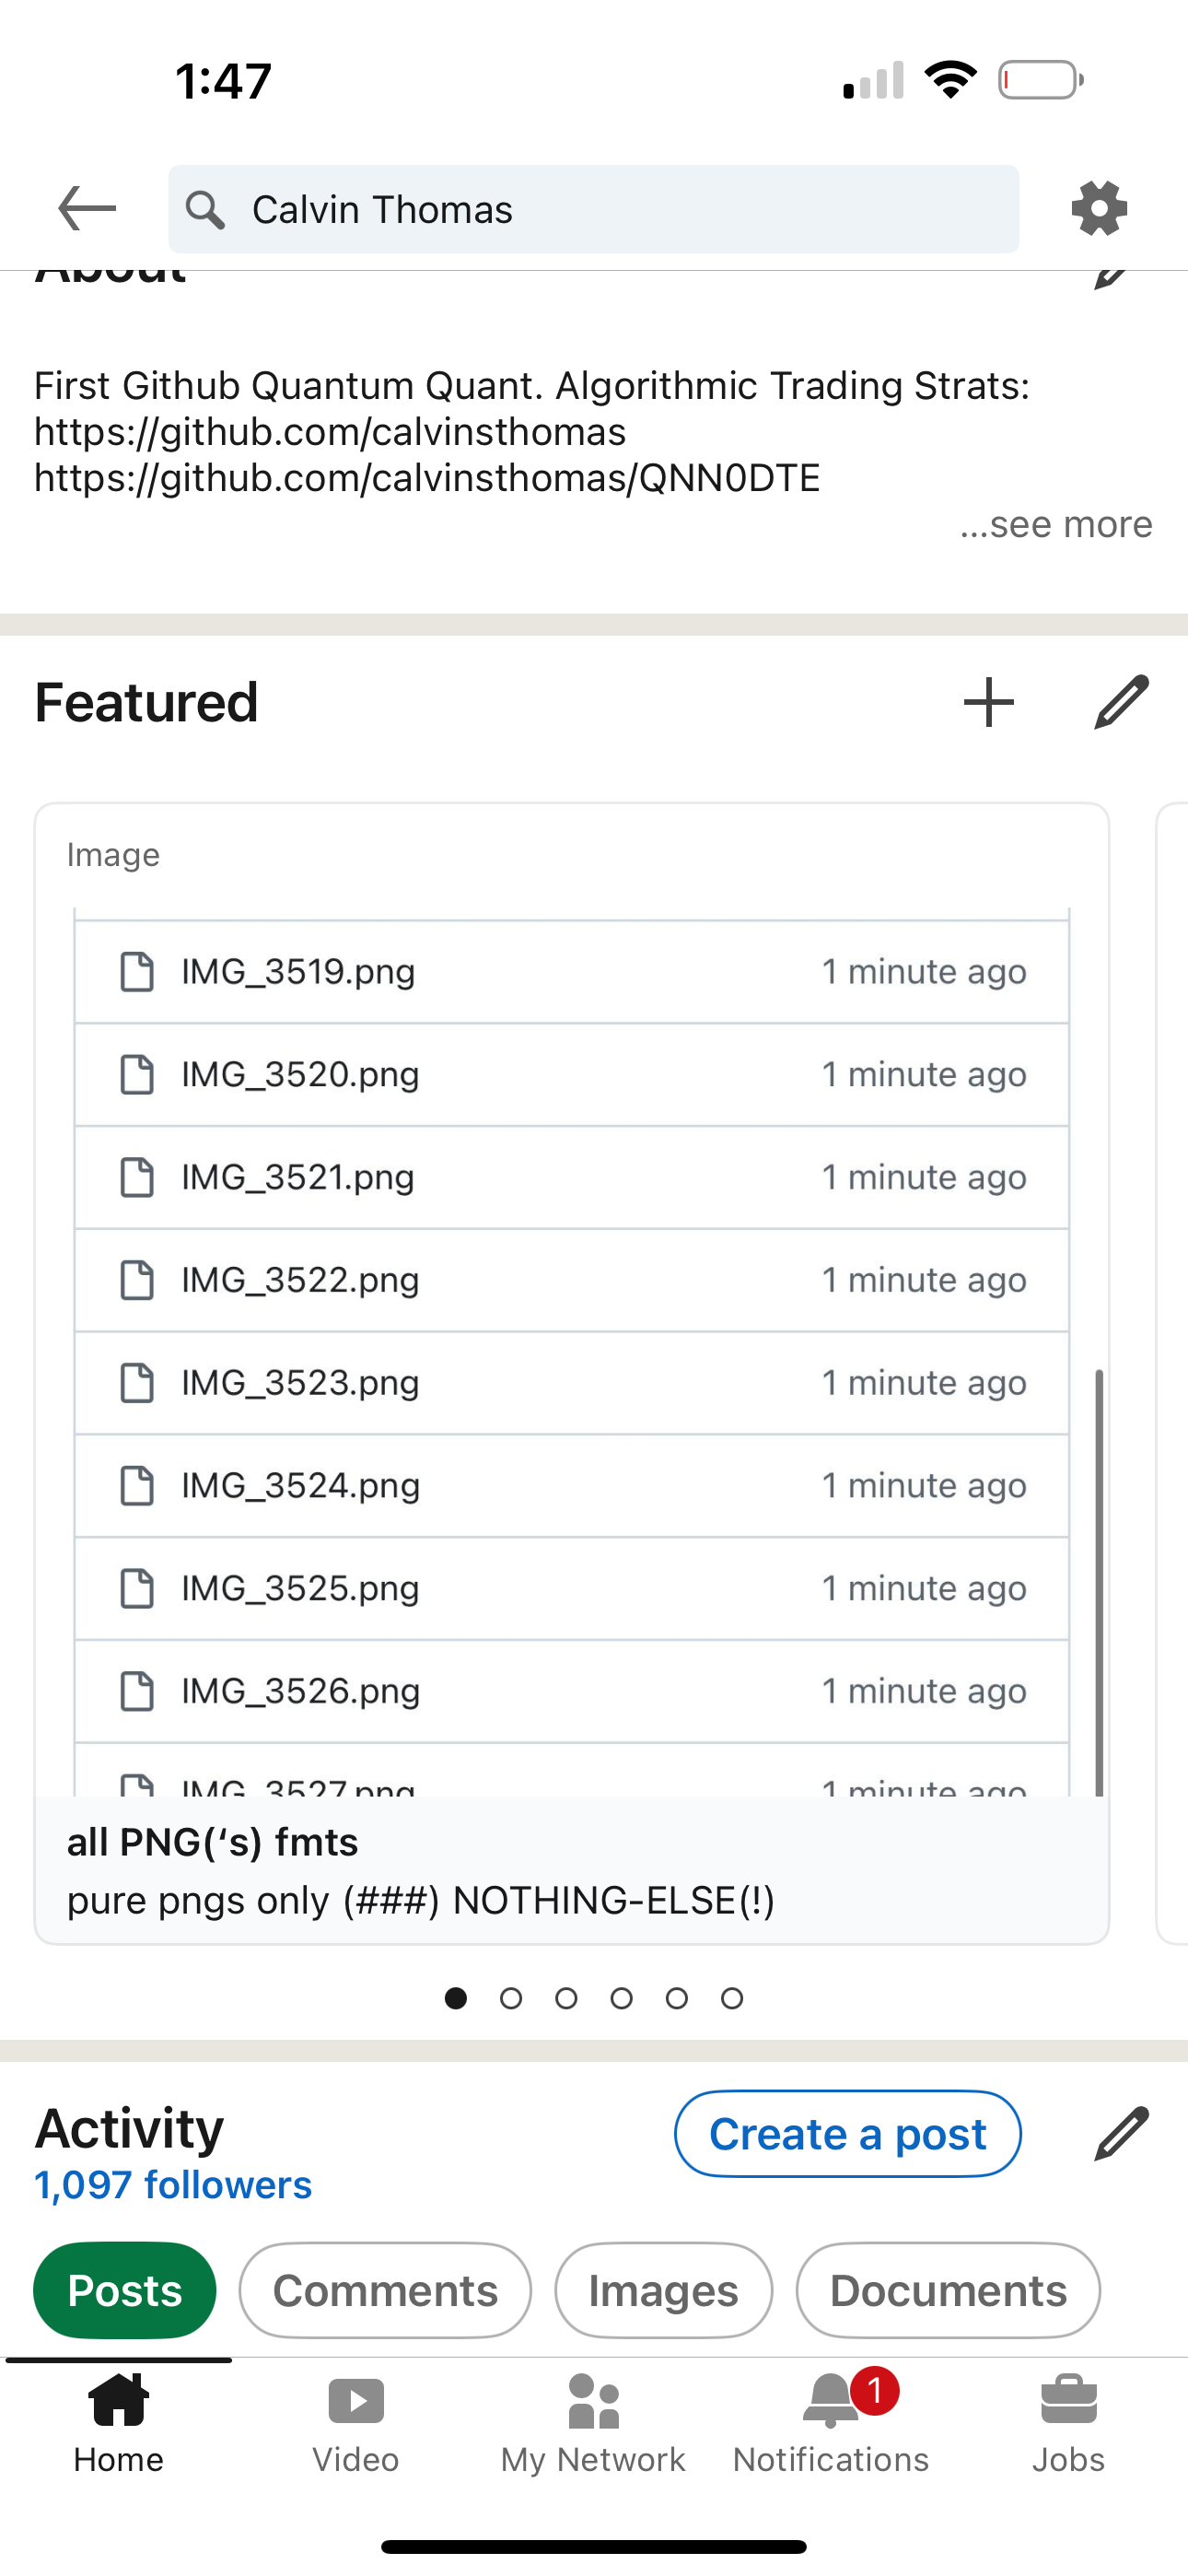 1:47
Calvin Thomas
About
First Github Quantum Quant. Algorithmic Trading Strats:
https://github.com/calvinsthomas
https://github.com/calvinsthomas/QNN0DTE
...see more
Featured
Image
IMG_3519.png 1 minute ago
IMG_3520.png 1 minute ago
IMG_3521.png 1 minute ago
IMG_3522.png 1 minute ago
IMG_3523.png 1 minute ago
IMG_3524.png 1 minute ago
IMG_3525.png 1 minute ago
IMG_3526.png 1 minute ago
IMG_3527.png 1 minute ago
all PNG(‘s) fmts
pure pngs only (###) NOTHING-ELSE(!)
Activity
Create a post
1,097 followers
Posts Comments Images Documents
1
Home Video My Network Notifications Jobs